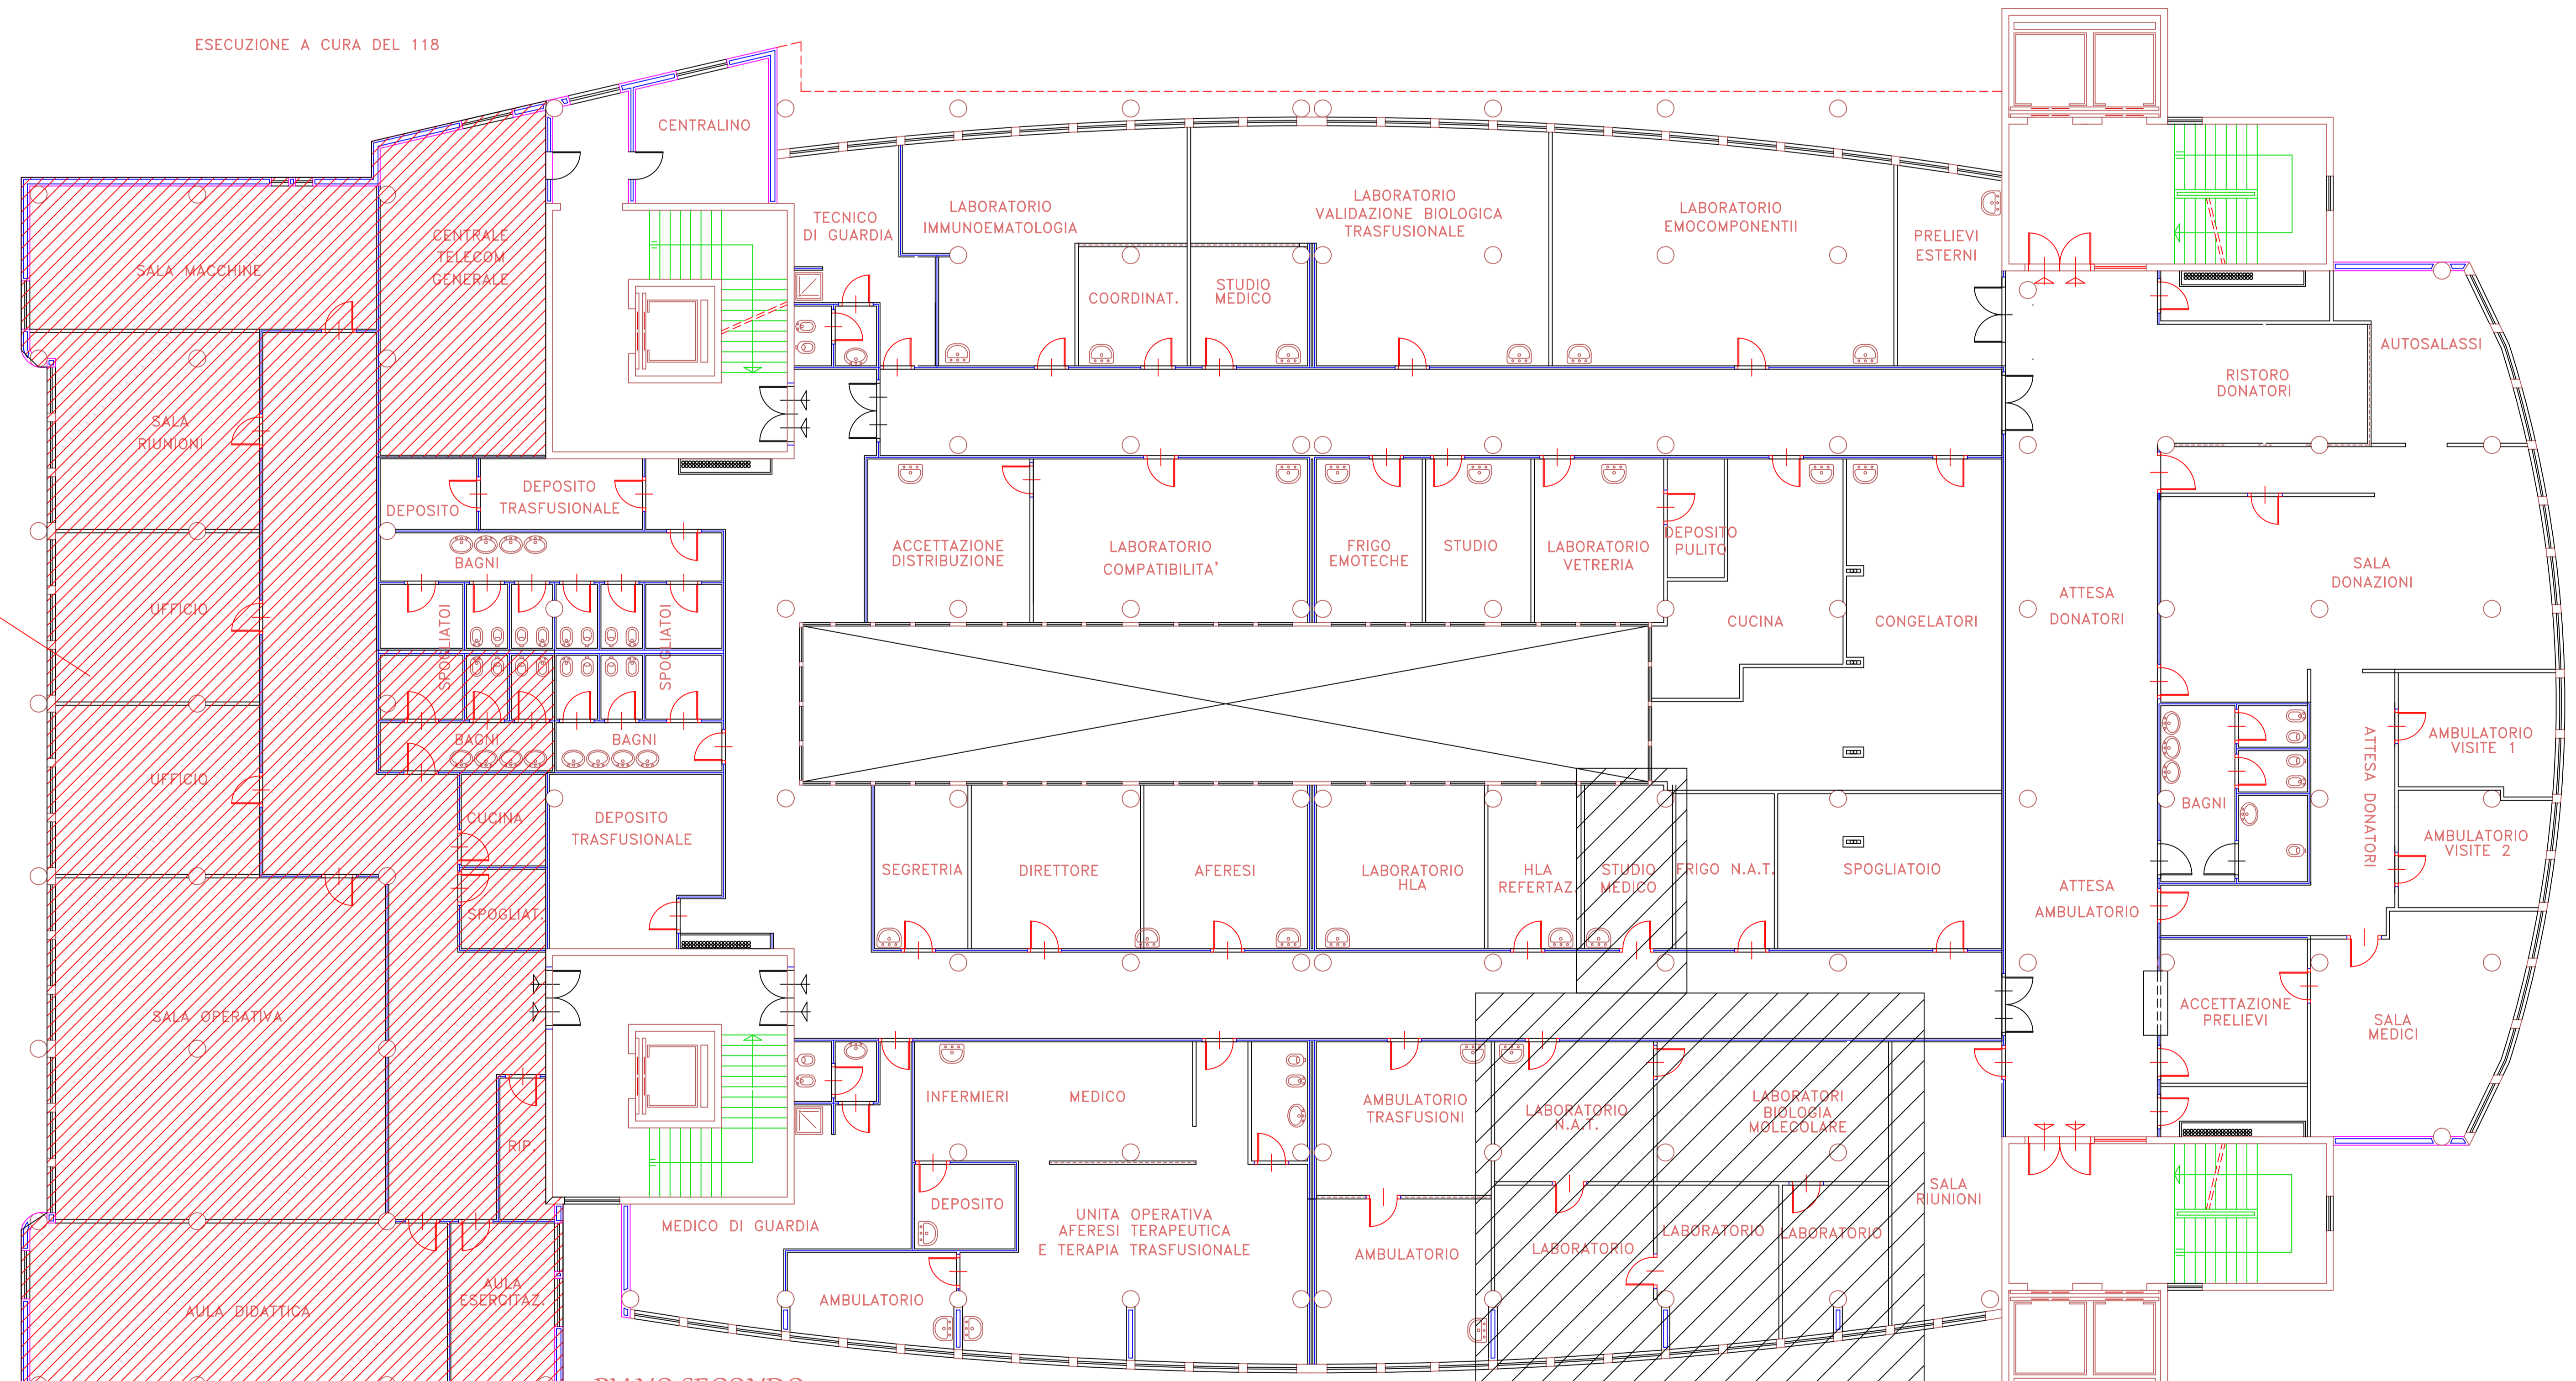 ESECUZIONE A CURA DEL 118
CENTRALINO
SALA MACCHINE
CENTRALE
TELECOM
GENERALE
TECNICO
DI GUARDIA
LABORATORIO
IMMUNOEMATOLOGIA
COORDINAT.
STUDIO
MEDICO
LABORATORIO
VALIDAZIONE BIOLOGICA
TRASFUSIONALE
LABORATORIO
EMOCOMPONENTII
PRELIEVI
ESTERNI
AUTOSALASSI
RISTORO
DONATORI
SALA
RIUNIONI
DEPOSITO
DEPOSITO
TRASFUSIONALE
BAGNI
ACCETTAZIONE
DISTRIBUZIONE
LABORATORIO
COMPATIBILITA'
FRIGO
EMOTECHE
STUDIO
LABORATORIO
VETRERIA
DEPOSITO
PULITO
CUCINA
CONGELATORI
ATTESA
DONATORI
SALA
DONAZIONI
UFFICIO
SPOGLIATOI
SPOGLIATOI
BAGNI
BAGNI
UFFICIO
CUCINA
DEPOSITO
TRASFUSIONALE
SPOGLIAT.
SEGRETRIA
DIRETTORE
AFERESI
LABORATORIO
HLA
HLA
REFERTAZ
STUDIO
MEDICO
FRIGO N.A.T.
SPOGLIATOIO
ATTESA
AMBULATORIO
BAGNI
ATTESA DONATORI
AMBULATORIO
VISITE 1
AMBULATORIO
VISITE 2
ACCETTAZIONE
PRELIEVI
SALA
MEDICI
SALA OPERATIVA
RIP.
INFERMIERI
MEDICO
DEPOSITO
MEDICO DI GUARDIA
UNITA OPERATIVA
AFERESI TERAPEUTICA
E TERAPIA TRASFUSIONALE
AMBULATORIO
AMBULATORIO
TRASFUSIONI
AMBULATORIO
LABORATORIO
N.A.T.
LABORATORI
BIOLOGIA
MOLECOLARE
LABORATORIO
LABORATORIO
LABORATORIO
SALA
RIUNIONI
AULA DIDATTICA
AULA
ESERCITAZ.
PIANO SECONDO